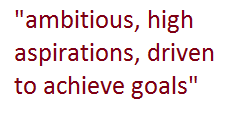 "ambitious, high
aspirations, driven
to achieve goals"